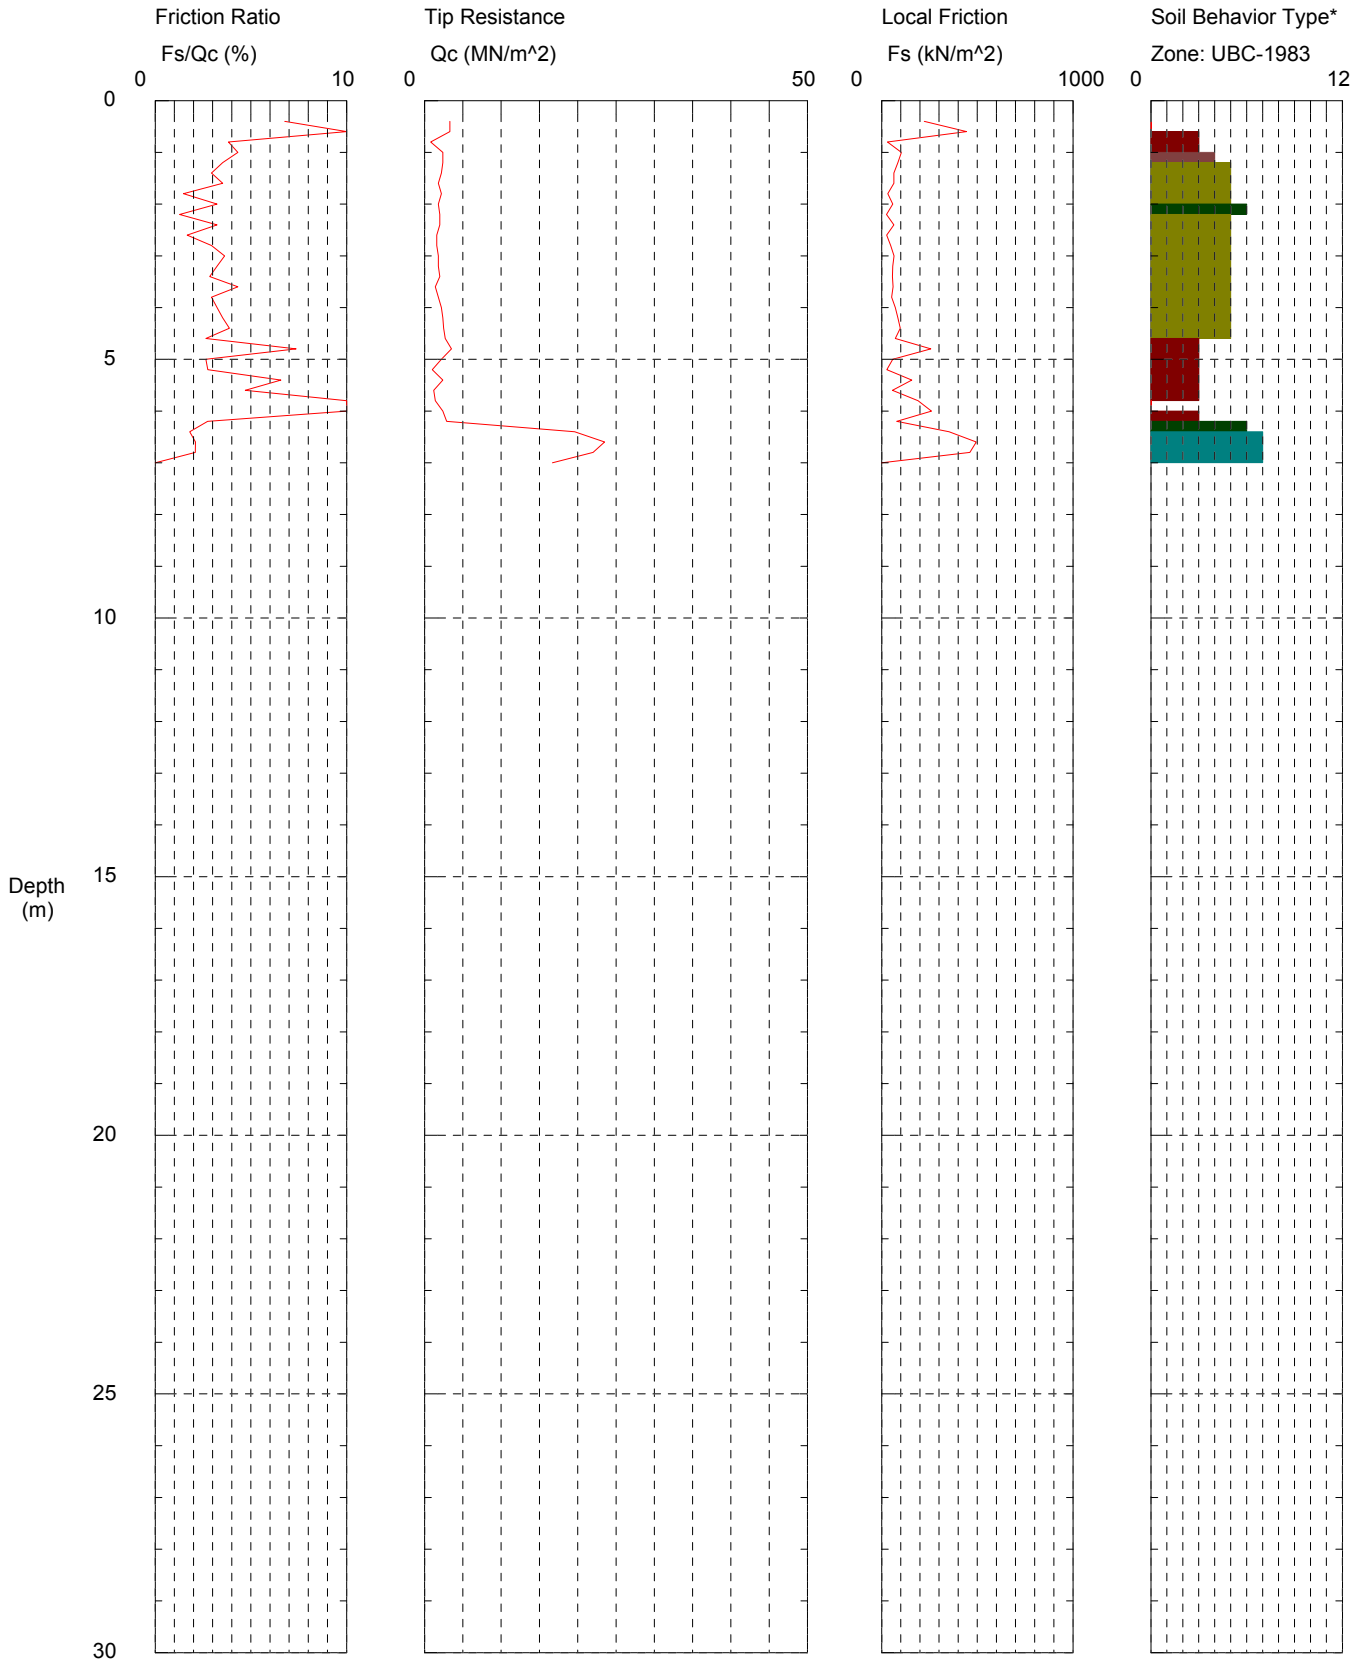 Friction Ratio
Tip Resistance
Local Friction
Soil Behavior Type*
Fs/Qc (%)
Qc (MN/m^2)
Fs (kN/m^2)
Zone: UBC-1983
0 10
0 50
0 1000
0 12
0
5
10
15
20
25
30
Depth
(m)